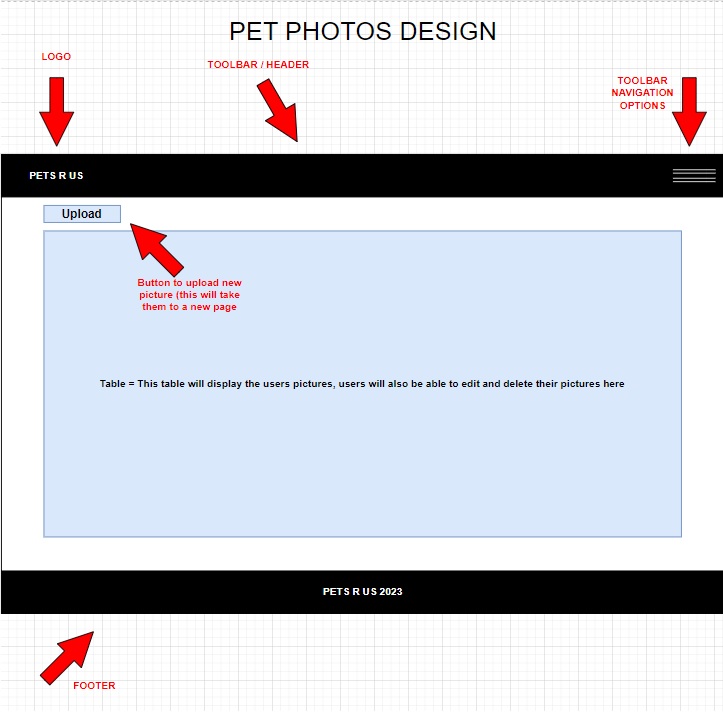 PET PHOTOS DESIGN
LOGO
TOOLBAR / HEADER
TOOLBAR
NAVIGATION
OPTIONS
PETS R US
Upload
Button to upload new
picture (this will take
them to a new page
Table = This table will display the users pictures, users will also be able to edit and delete their pictures here
PETS R US 2023
FOOTER